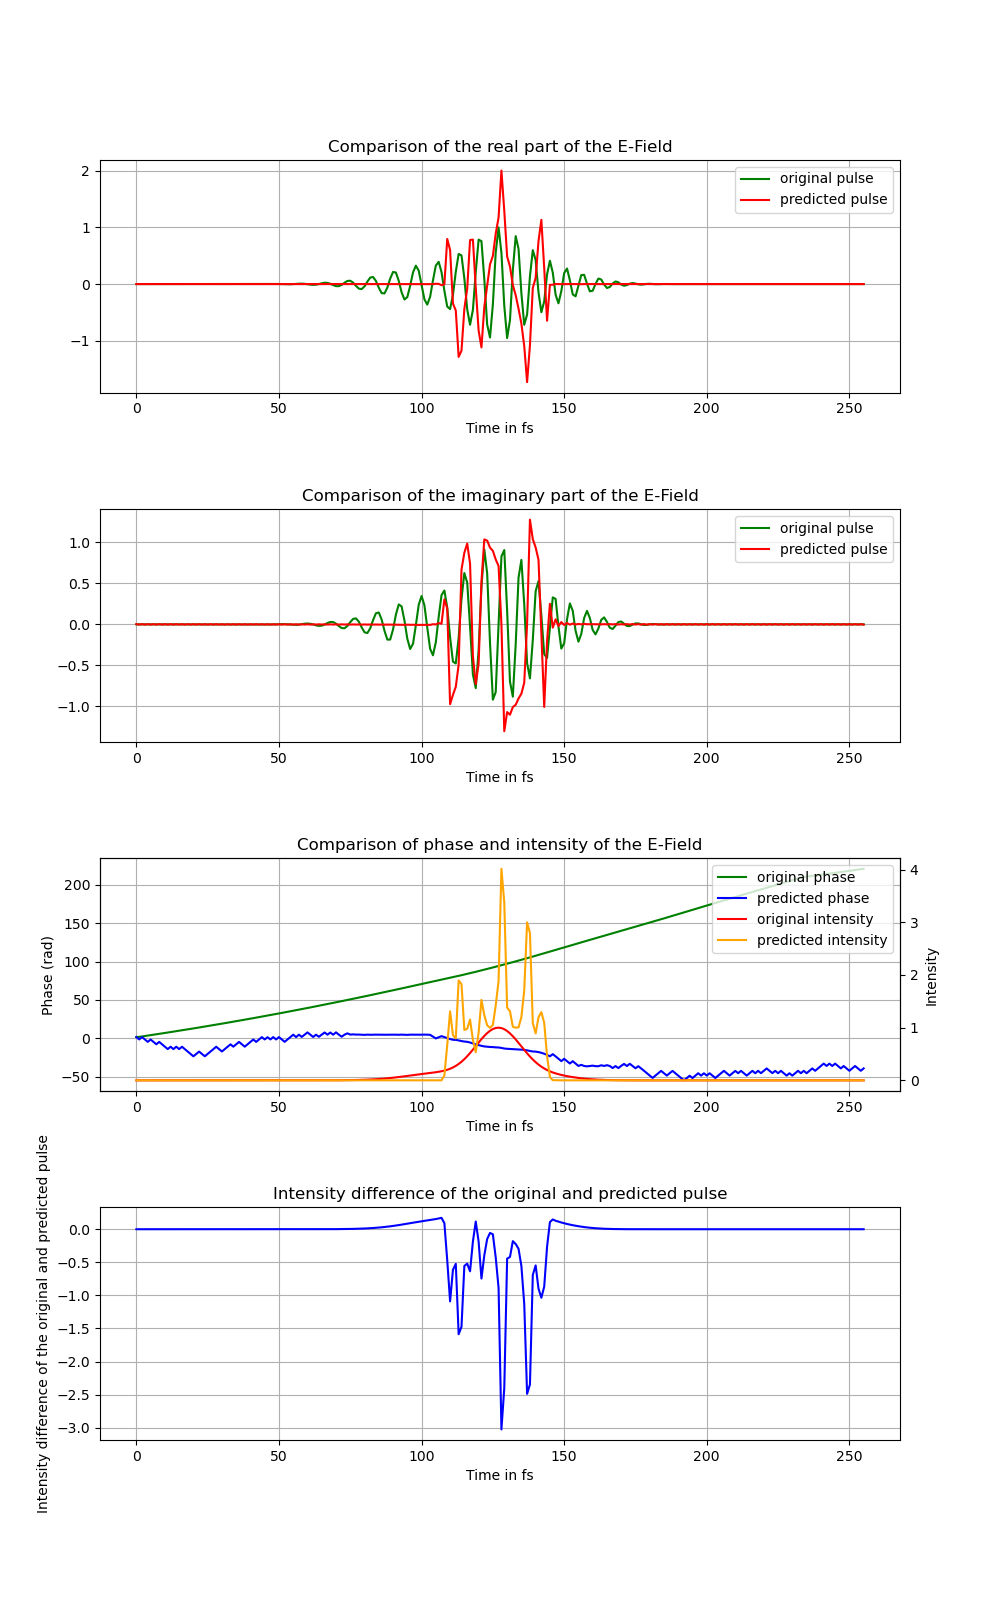 Comparison of the real part of the E-Field
2
1
0
−1
original pulse
predicted pulse
0 50 100 150 200 250
Time in fs
Comparison of the imaginary part of the E-Field
1.0
0.5
0.0
−0.5
−1.0
original pulse
predicted pulse
0 50 100 150 200 250
Time in fs
Comparison of phase and intensity of the E-Field
Phase (rad)
200
150
100
50
0
−50
original phase
predicted phase
original intensity
predicted intensity
4
3
2
1
0
Intensity
0 50 100 150 200 250
Time in fs
Intensity difference of the original and predicted pulse
Intensity difference of the original and predicted pulse
0.0
−0.5
−1.0
−1.5
−2.0
−2.5
−3.0
0 50 100 150 200 250
Time in fs